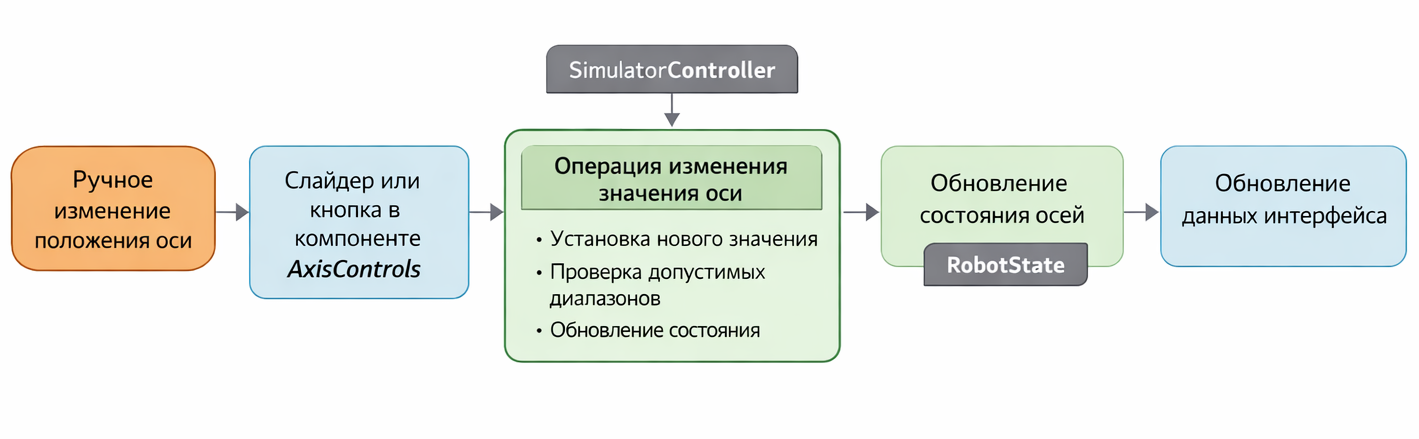 SimulatorController
Ручное
изменение
положения оси
Слайдер или
кнопка в
компоненте
AxisControls
Операция изменения
значения оси
• Установка нового значения
• Проверка допустимых
диалазонов
• Обновление состояния
Обновление
состояния осей
RobotState
Обновление
данных интерфейса